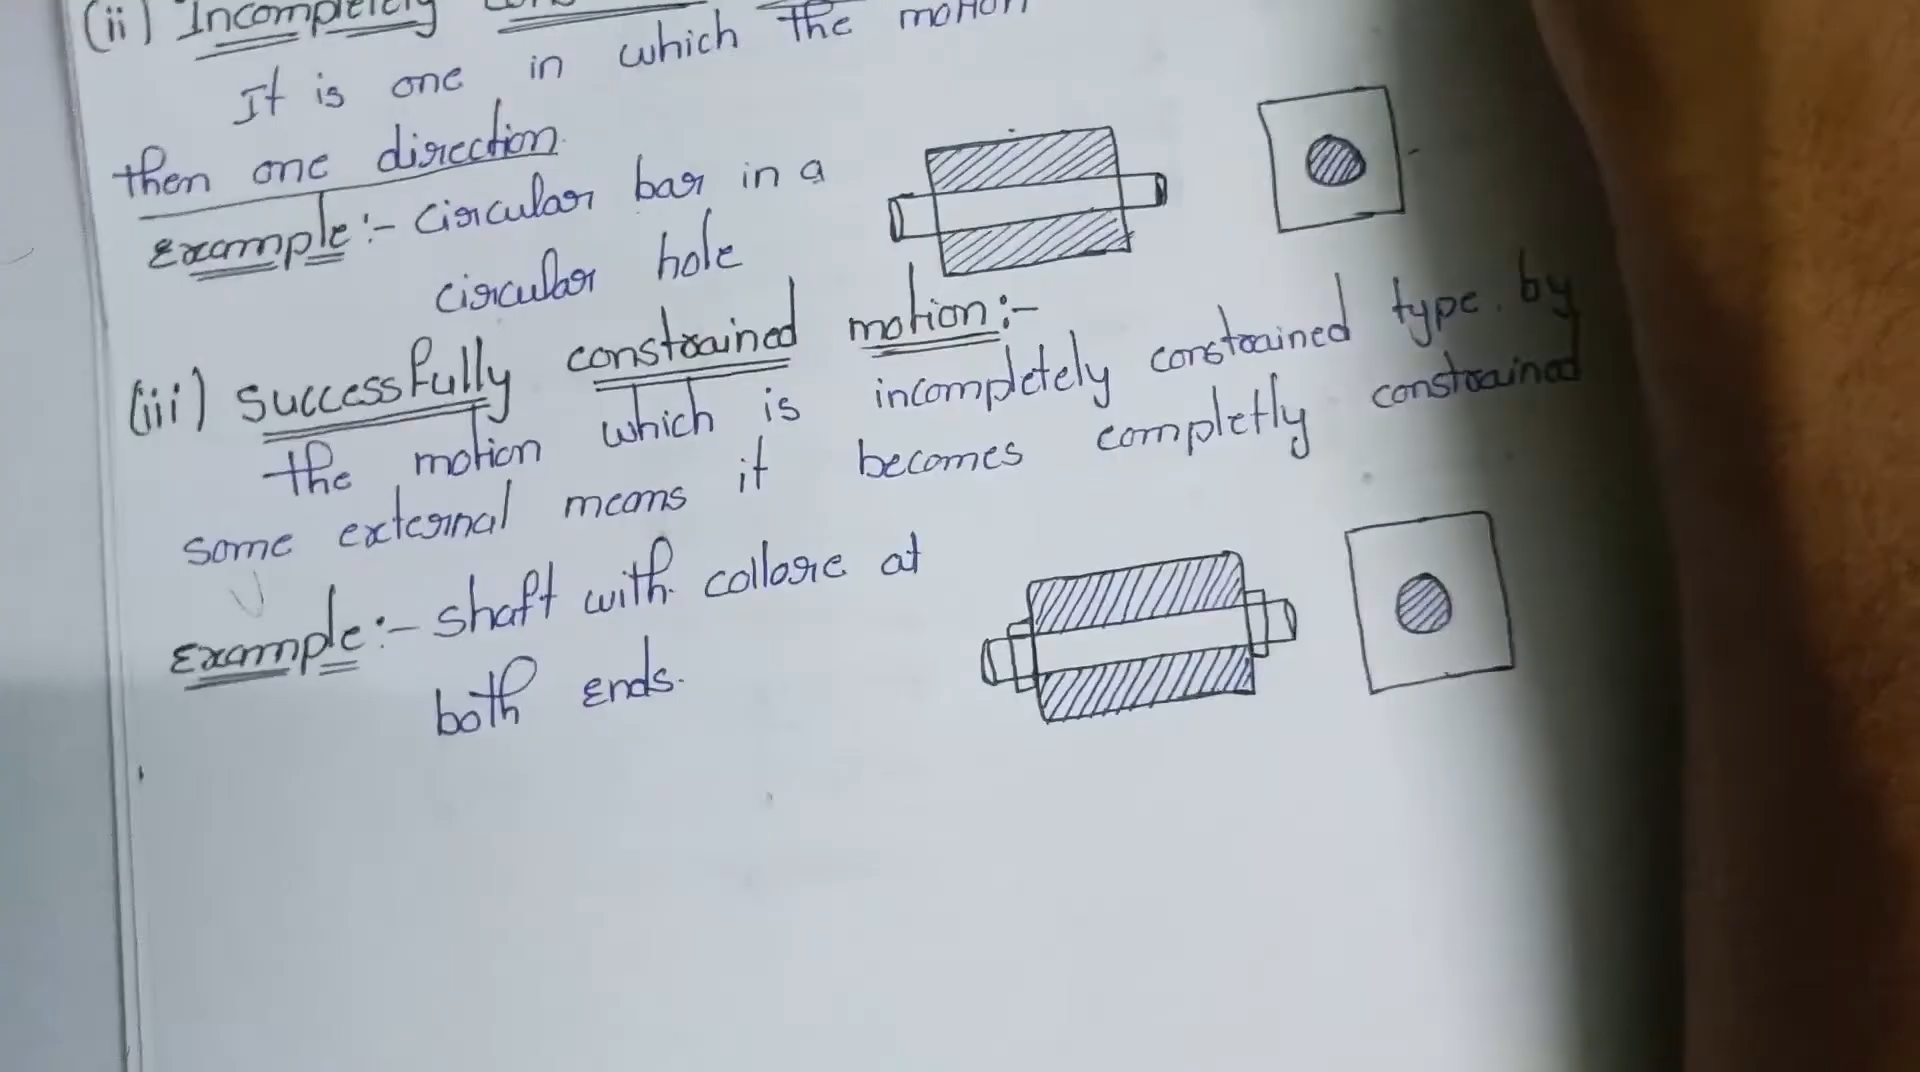 (ii) Incompletely
It is one in which the motion
then one direction.
Example:- circular bar in a
circular hole
(iii) successfully constrained motion:-
the motion which is incompletely constrained type. by
some external means it becomes completly constrained
Example:- shaft with collore at
both ends.